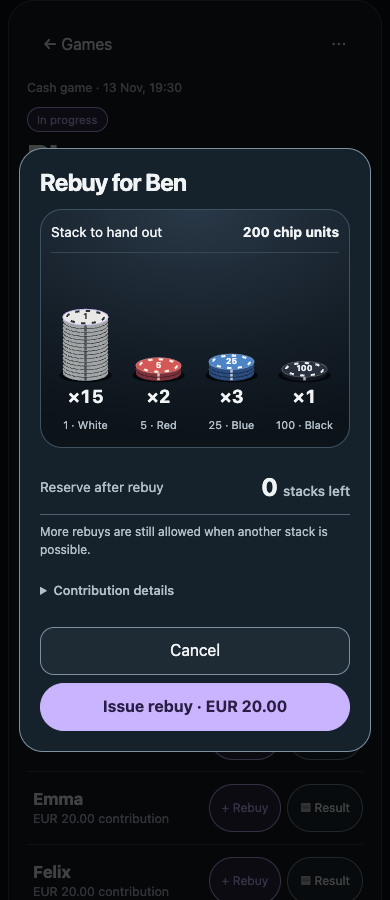 ← Games
...
Cash game · 13 Nov, 19:30
In progress
Rebuy for Ben
Stack to hand out 200 chip units
1 5 25 100
×15 ×2 ×3 ×1
1 · White 5 · Red 25 · Blue 100 · Black
Reserve after rebuy 0 stacks left
More rebuys are still allowed when another stack is
possible.
▶ Contribution details
Cancel
Issue rebuy · EUR 20.00
Emma
EUR 20.00 contribution
+ Rebuy Result
Felix
EUR 20.00 contribution
+ Rebuy Result